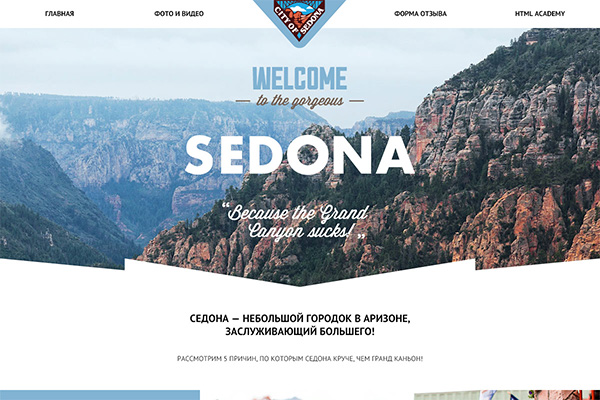 ГЛАВНАЯ
ФОТО И ВИДЕО
CITY OF SEDONA
ФОРМА ОТЗЫВА
HTML ACADEMY
WELCOME
to the gorgeous
SEDONA
“Because the Grand
Canyon sucks!„
СЕДОНА — НЕБОЛЬШОЙ ГОРОДОК В АРИЗОНЕ,
ЗАСЛУЖИВАЮЩИЙ БОЛЬШЕГО!
РАССМОТРИМ 5 ПРИЧИН, ПО КОТОРЫМ СЕДОНА КРУЧЕ, ЧЕМ ГРАНД КАНЬОН!